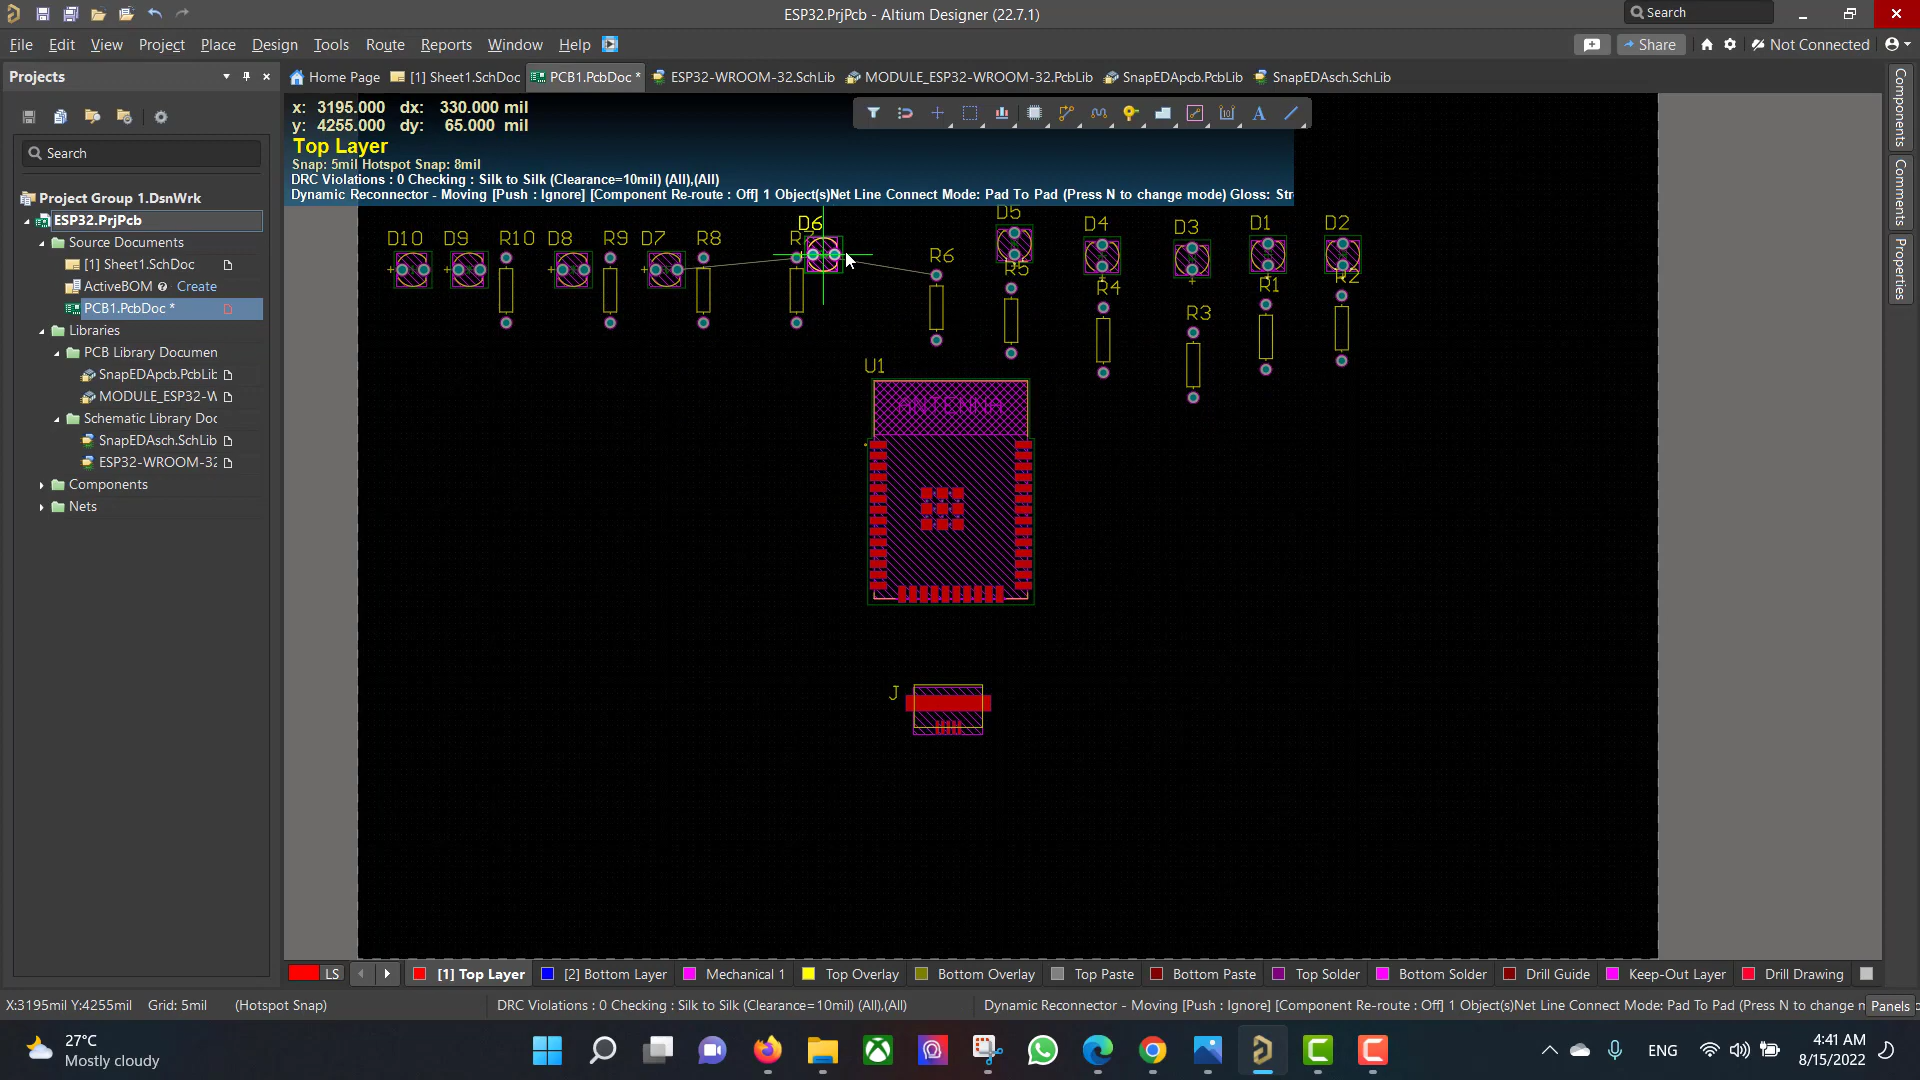 ESP32.PrjPcb - Altium Designer (22.7.1)
Search
File Edit View Project Place Design Tools Route Reports Window Help
Share
Not Connected
Projects
Home Page
[1] Sheet1.SchDoc
PCB1.PcbDoc *
ESP32-WROOM-32.SchLib
MODULE_ESP32-WROOM-32.PcbLib
SnapEDApcb.PcbLib
SnapEDAsch.SchLib
Components
Components
Properties
x: 3195.000 dx: 330.000 mil
y: 4255.000 dy: 65.000 mil
Top Layer
Snap: 5mil Hotspot Snap: 8mil
DRC Violations : 0 Checking : Silk to Silk (Clearance=10mil) (All),(All)
Dynamic Reconnector - Moving [Push : Ignore] [Component Re-route : Off] 1 Object(s)Net Line Connect Mode: Pad To Pad (Press N to change mode) Gloss: Str
Search
Project Group 1.DsnWrk
ESP32.PrjPcb
Source Documents
[1] Sheet1.SchDoc
ActiveBOM Create
PCB1.PcbDoc *
Libraries
PCB Library Documen
SnapEDApcb.PcbLib
MODULE_ESP32-W
Schematic Library Doc
SnapEDAsch.SchLib
ESP32-WROOM-32
Components
Nets
D10 D9 R10 D8 R9 D7 R8 D6 R6 D5 R5 D4 R4 D3 R3 D1 R1 D2 R2
U1
ANTENNA
J
LS
[1] Top Layer
[2] Bottom Layer
Mechanical 1
Top Overlay
Bottom Overlay
Top Paste
Bottom Paste
Top Solder
Bottom Solder
Drill Guide
Keep-Out Layer
Drill Drawing
X:3195mil Y:4255mil Grid: 5mil (Hotspot Snap)
DRC Violations : 0 Checking : Silk to Silk (Clearance=10mil) (All),(All)
Dynamic Reconnector - Moving [Push : Ignore] [Component Re-route : Off] 1 Object(s)Net Line Connect Mode: Pad To Pad (Press N to change
Panels
27°C
Mostly cloudy
ENG
4:41 AM
8/15/2022